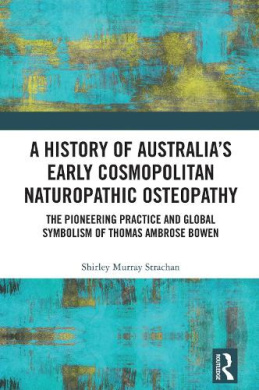 A HISTORY OF AUSTRALIA'S
EARLY COSMOPOLITAN
NATUROPATHIC OSTEOPATHY
THE PIONEERING PRACTICE AND GLOBAL
SYMBOLISM OF THOMAS AMBROSE BOWEN
Shirley Murray Strachan
ROUTLEDGE